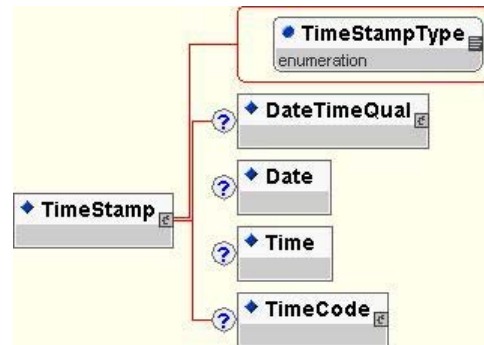 TimeStampType
enumeration
? DateTimeQual
? Date
TimeStamp
? Time
? TimeCode